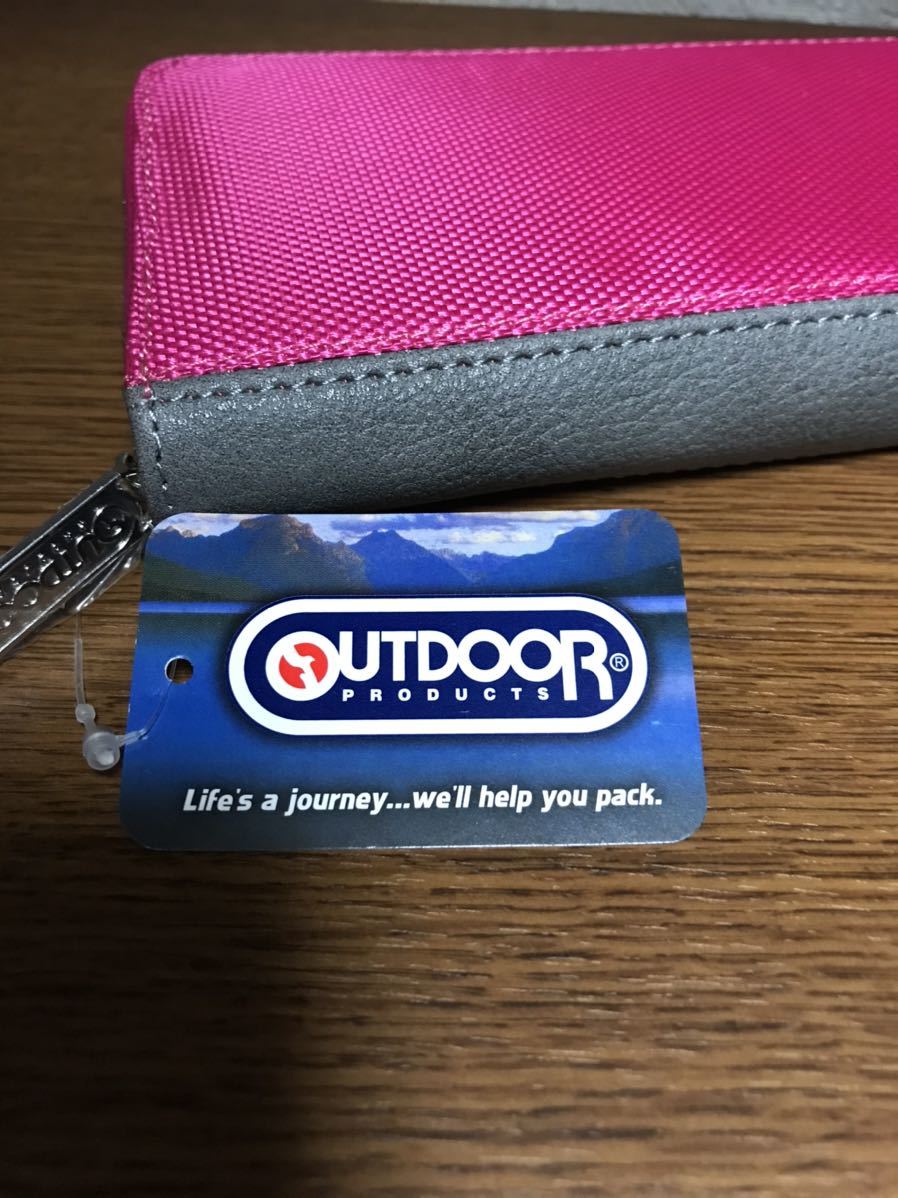 OUTDOOR®
PRODUCTS
Life's a journey...we'll help you pack.